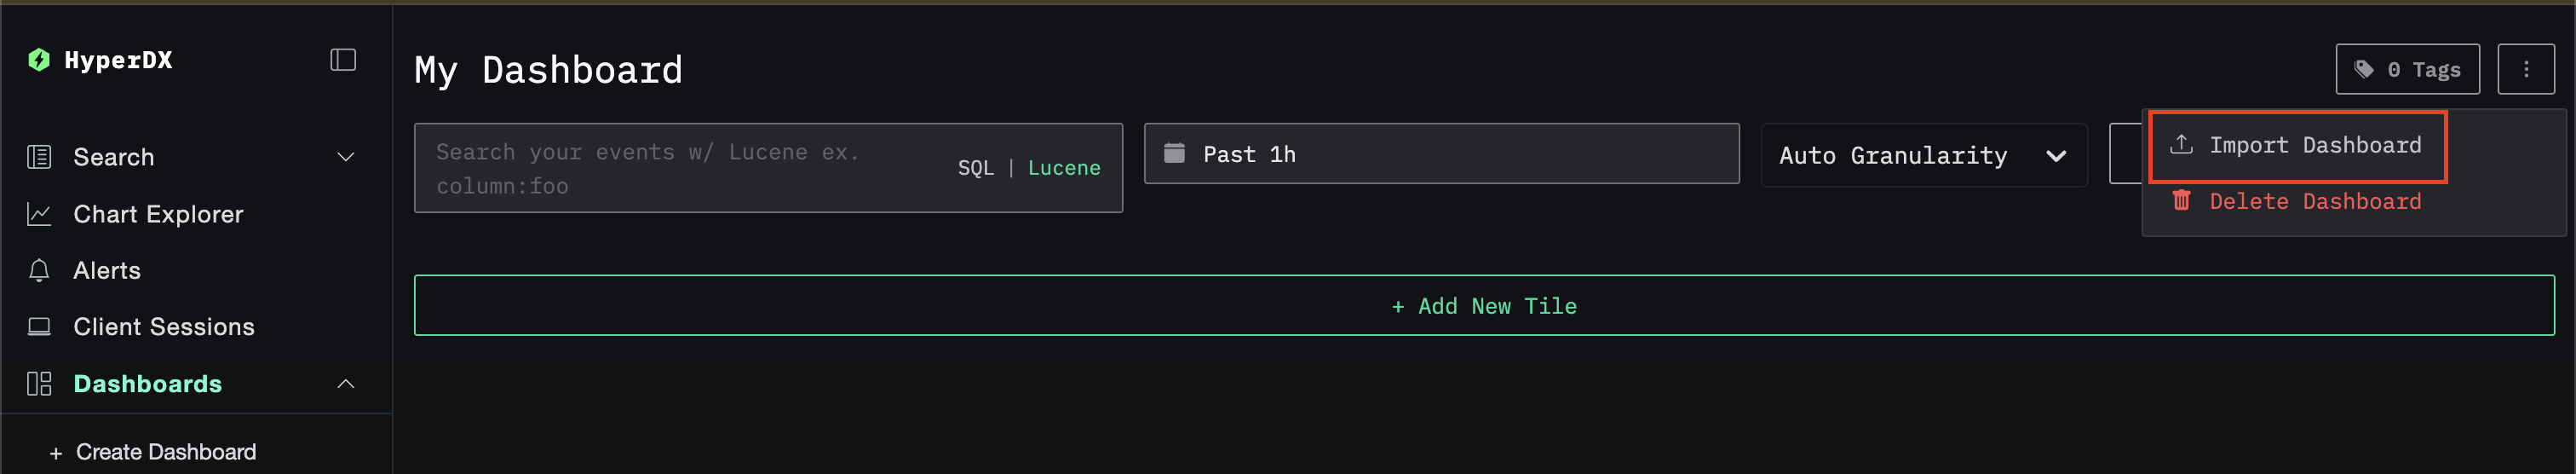 HyperDX
Search
Chart Explorer
Alerts
Client Sessions
Dashboards
+ Create Dashboard
My Dashboard
0 Tags
Search your events w/ Lucene ex.
column:foo
SQL | Lucene
Past 1h
Auto Granularity
Import Dashboard
Delete Dashboard
+ Add New Tile